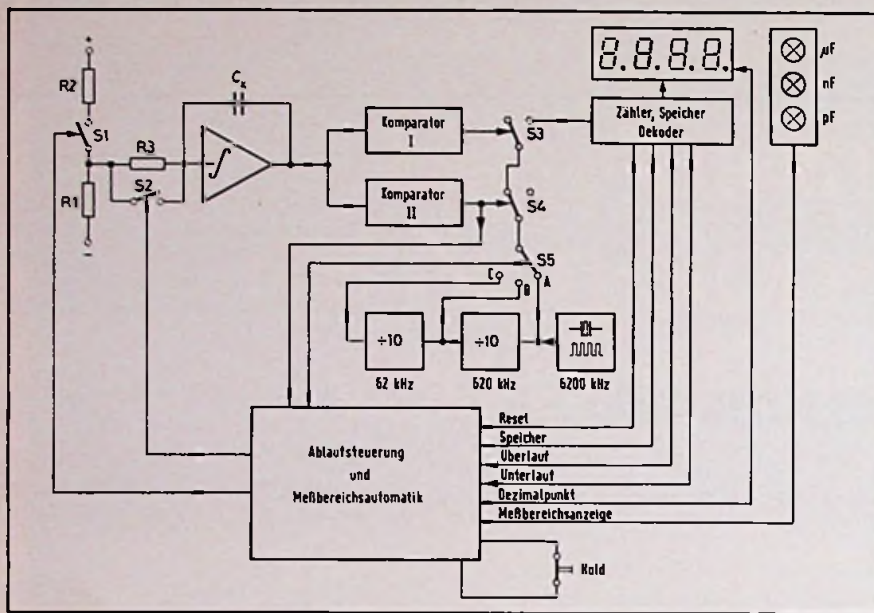 +
R2
S1
R3
S2
R1
−
Cx
Komparator
I
Komparator
II
S3
S4
S5
C
B
A
8.8.8.8.
µF
nF
pF
Zähler, Speicher
Dekoder
÷10
÷10
62 kHz
620 kHz
6200 kHz
Ablaufsteuerung
und
Meßbereichsautomatik
Reset
Speicher
Überlauf
Unterlauf
Dezimalpunkt
Meßbereichsanzeige
Hold